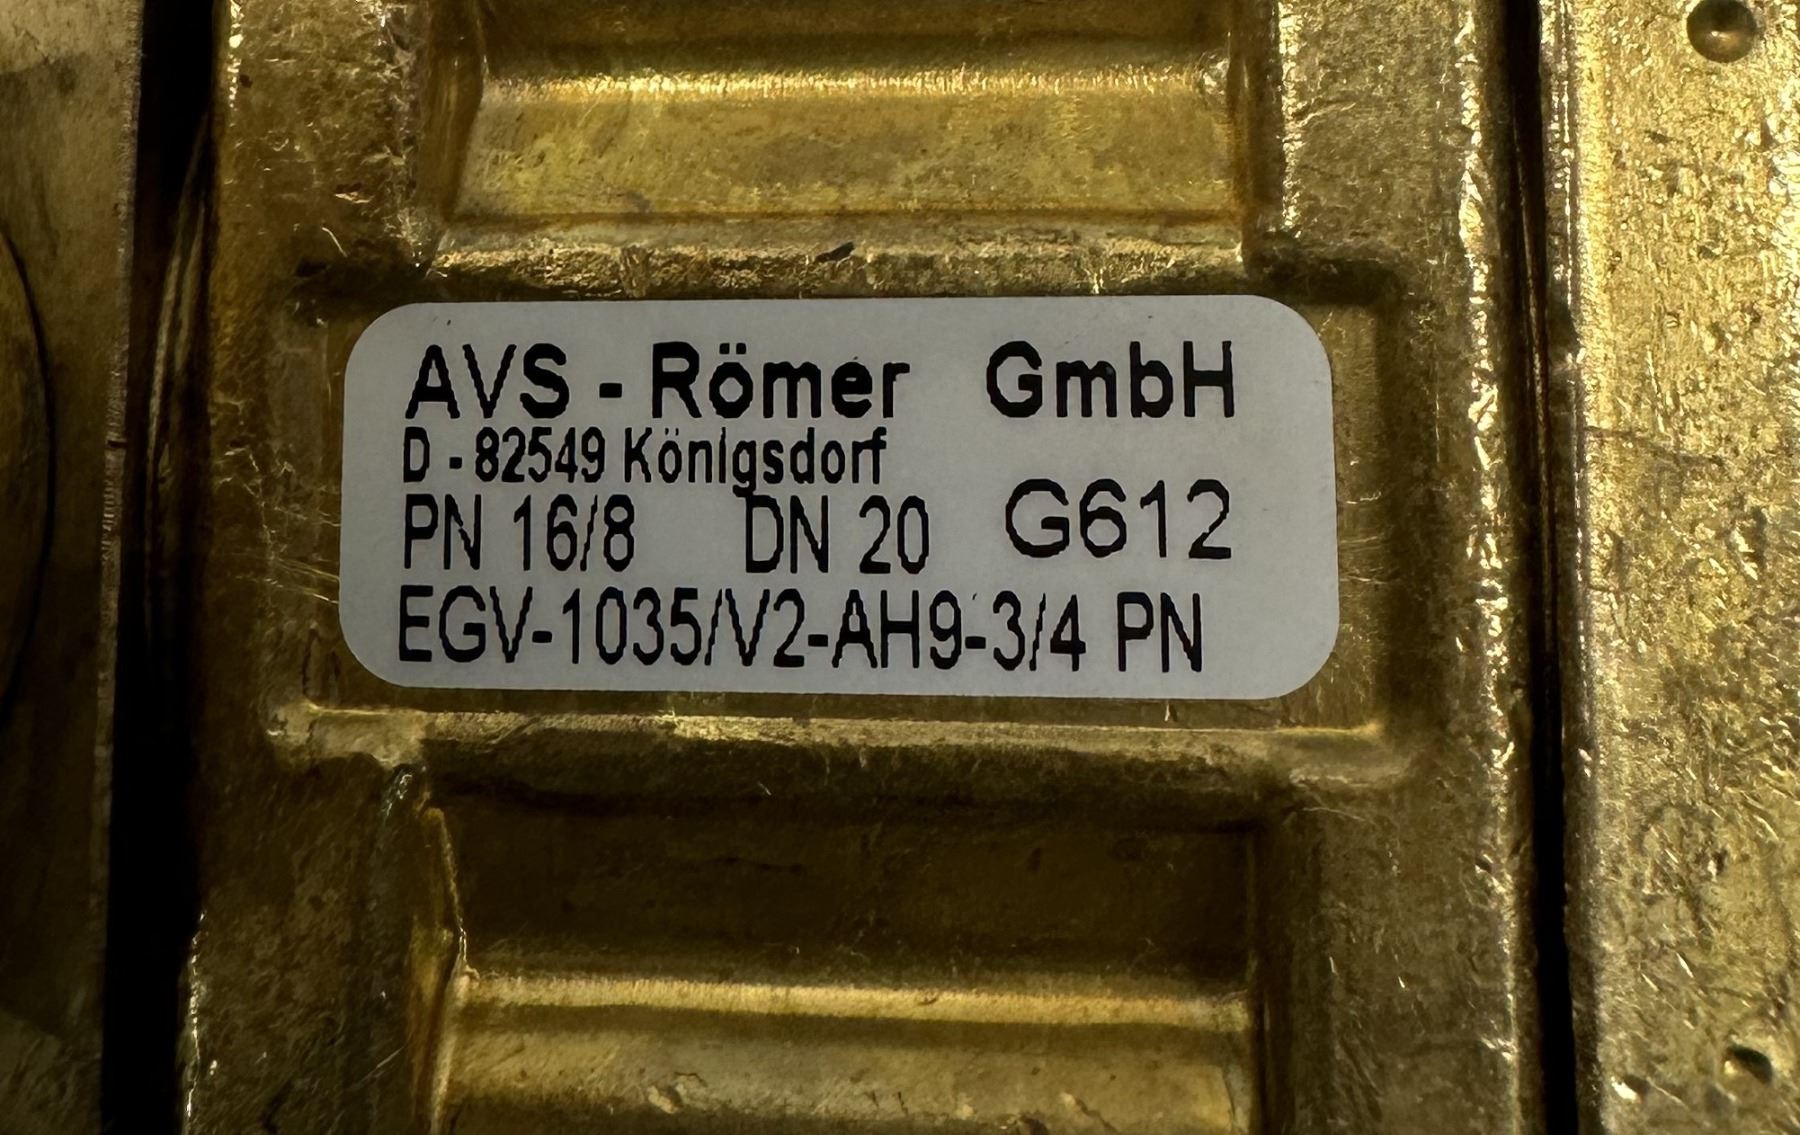 AVS - Römer GmbH
D - 82549 Königsdorf
PN 16/8 DN 20 G612
EGV-1035/V2-AH9-3/4 PN